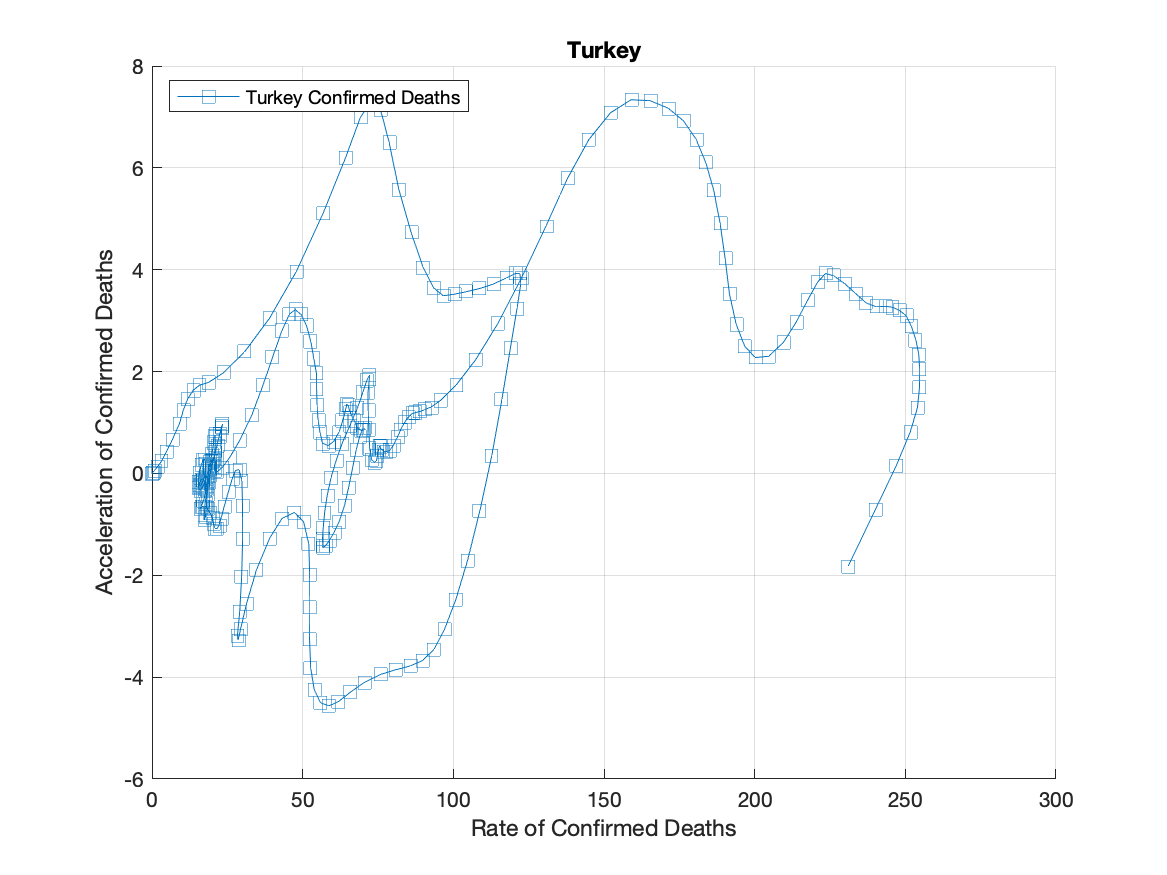 Turkey
Turkey Confirmed Deaths
8
6
4
2
0
-2
-4
-6
Acceleration of Confirmed Deaths
0 50 100 150 200 250 300
Rate of Confirmed Deaths